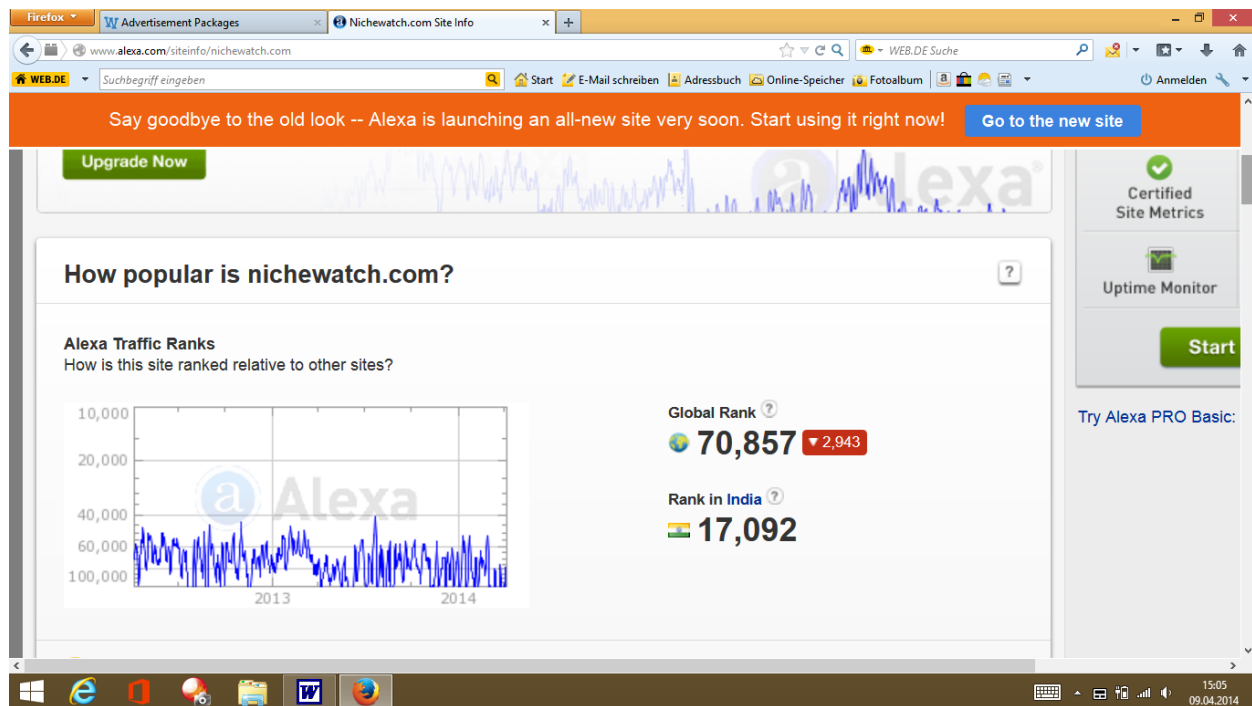 Firefox
Advertisement Packages
Nichewatch.com Site Info
www.alexa.com/siteinfo/nichewatch.com
WEB.DE Suche
WEB.DE
Suchbegriff eingeben
Start
E-Mail schreiben
Adressbuch
Online-Speicher
Fotoalbum
Anmelden
Say goodbye to the old look -- Alexa is launching an all-new site very soon. Start using it right now!
Go to the new site
Upgrade Now
Alexa
Certified
Site Metrics
Uptime Monitor
Start
Try Alexa PRO Basic:
How popular is nichewatch.com?
?
Alexa Traffic Ranks
How is this site ranked relative to other sites?
10,000
20,000
40,000
60,000
100,000
2013
2014
a Alexa
Global Rank ?
70,857 ▼2,943
Rank in India ?
17,092
15:05
09.04.2014